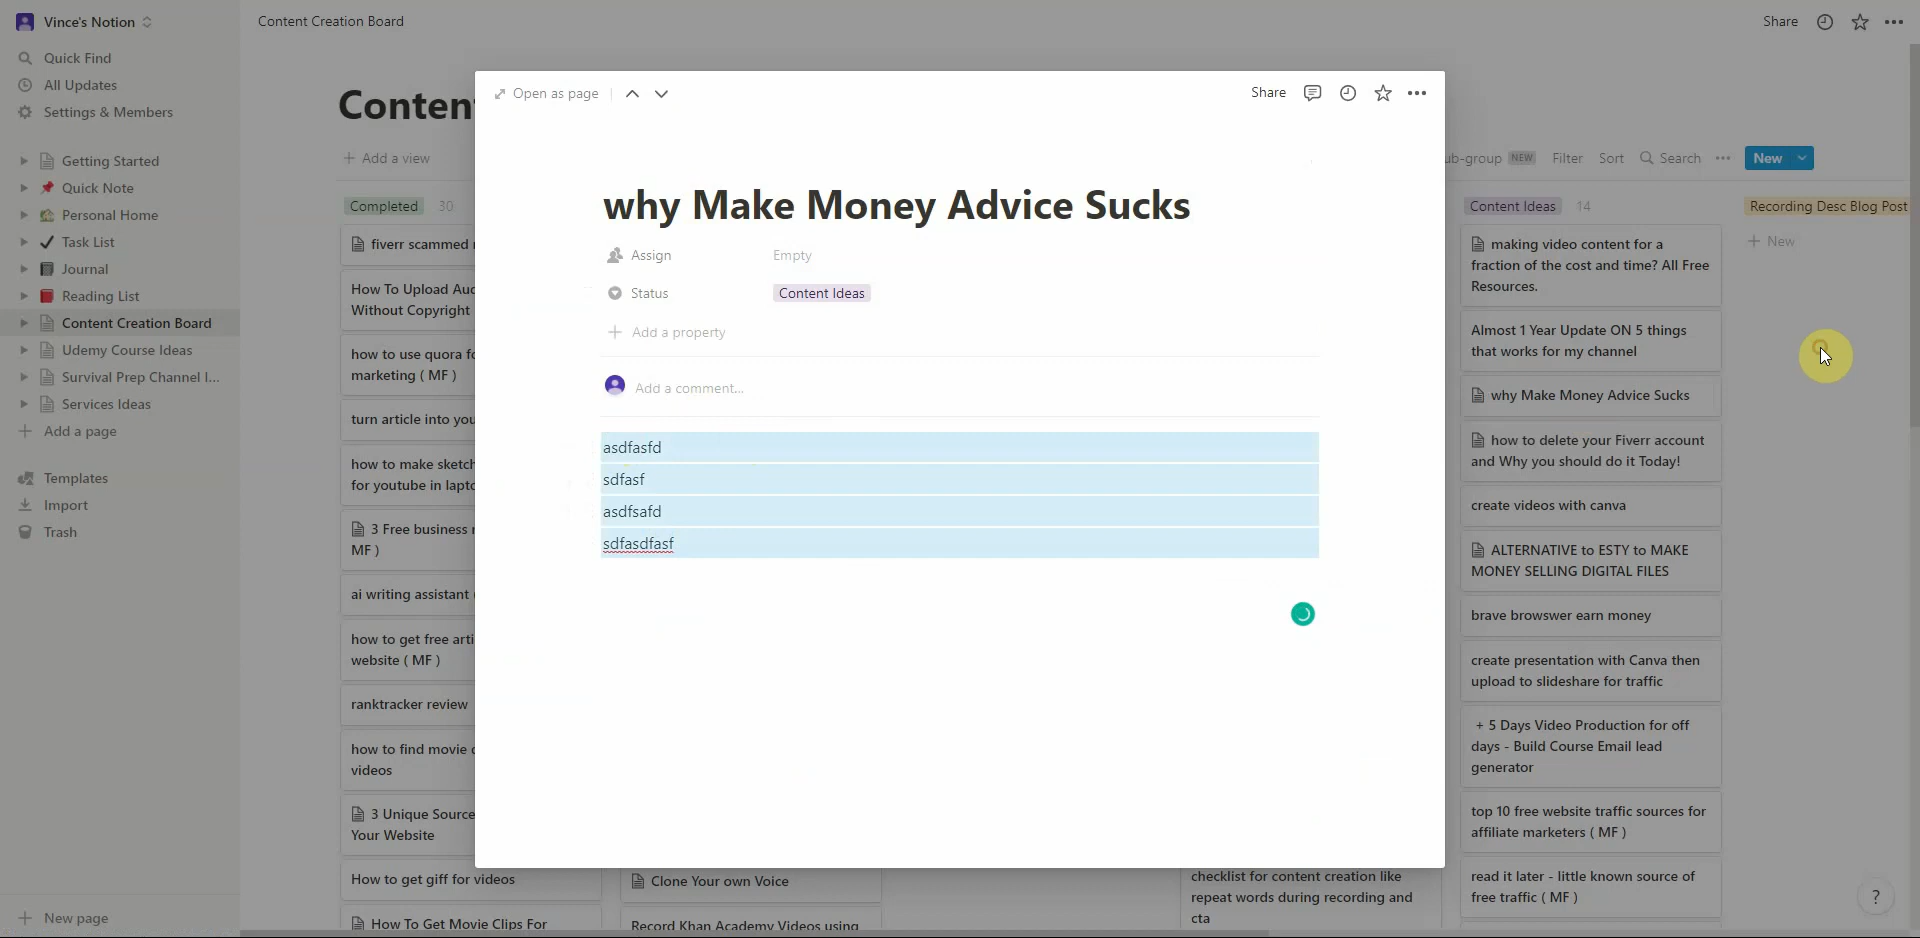 Vince's Notion
Quick Find
All Updates
Settings & Members
Getting Started
Quick Note
Personal Home
Task List
Journal
Reading List
Content Creation Board
Udemy Course Ideas
Survival Prep Channel I...
Services Ideas
Add a page
Templates
Import
Trash
New page
Content Creation Board
Share
Conten
Add a view
ub-group NEW
Filter
Sort
Search
New
Completed 30
fiverr scammed
How To Upload Auc
Without Copyright
how to use quora fo
marketing ( MF )
turn article into you
how to make sketch
for youtube in lapto
3 Free business
MF )
ai writing assistant
how to get free arti
website ( MF )
ranktracker review
how to find movie
videos
3 Unique Source
Your Website
How to get giff for videos
How To Get Movie Clips For
Clone Your own Voice
Record Khan Academy Videos using
Open as page
Share
why Make Money Advice Sucks
Assign
Empty
Status
Content Ideas
Add a property
Add a comment...
asdfasfd
sdfasf
asdfsafd
sdfasdfasf
checklist for content creation like
repeat words during recording and
cta
Content Ideas 14
making video content for a
fraction of the cost and time? All Free
Resources.
Almost 1 Year Update ON 5 things
that works for my channel
why Make Money Advice Sucks
how to delete your Fiverr account
and Why you should do it Today!
create videos with canva
ALTERNATIVE to ESTY to MAKE
MONEY SELLING DIGITAL FILES
brave browswer earn money
create presentation with Canva then
upload to slideshare for traffic
+ 5 Days Video Production for off
days - Build Course Email lead
generator
top 10 free website traffic sources for
affiliate marketers ( MF )
read it later - little known source of
free traffic ( MF )
Recording Desc Blog Post
+ New
?